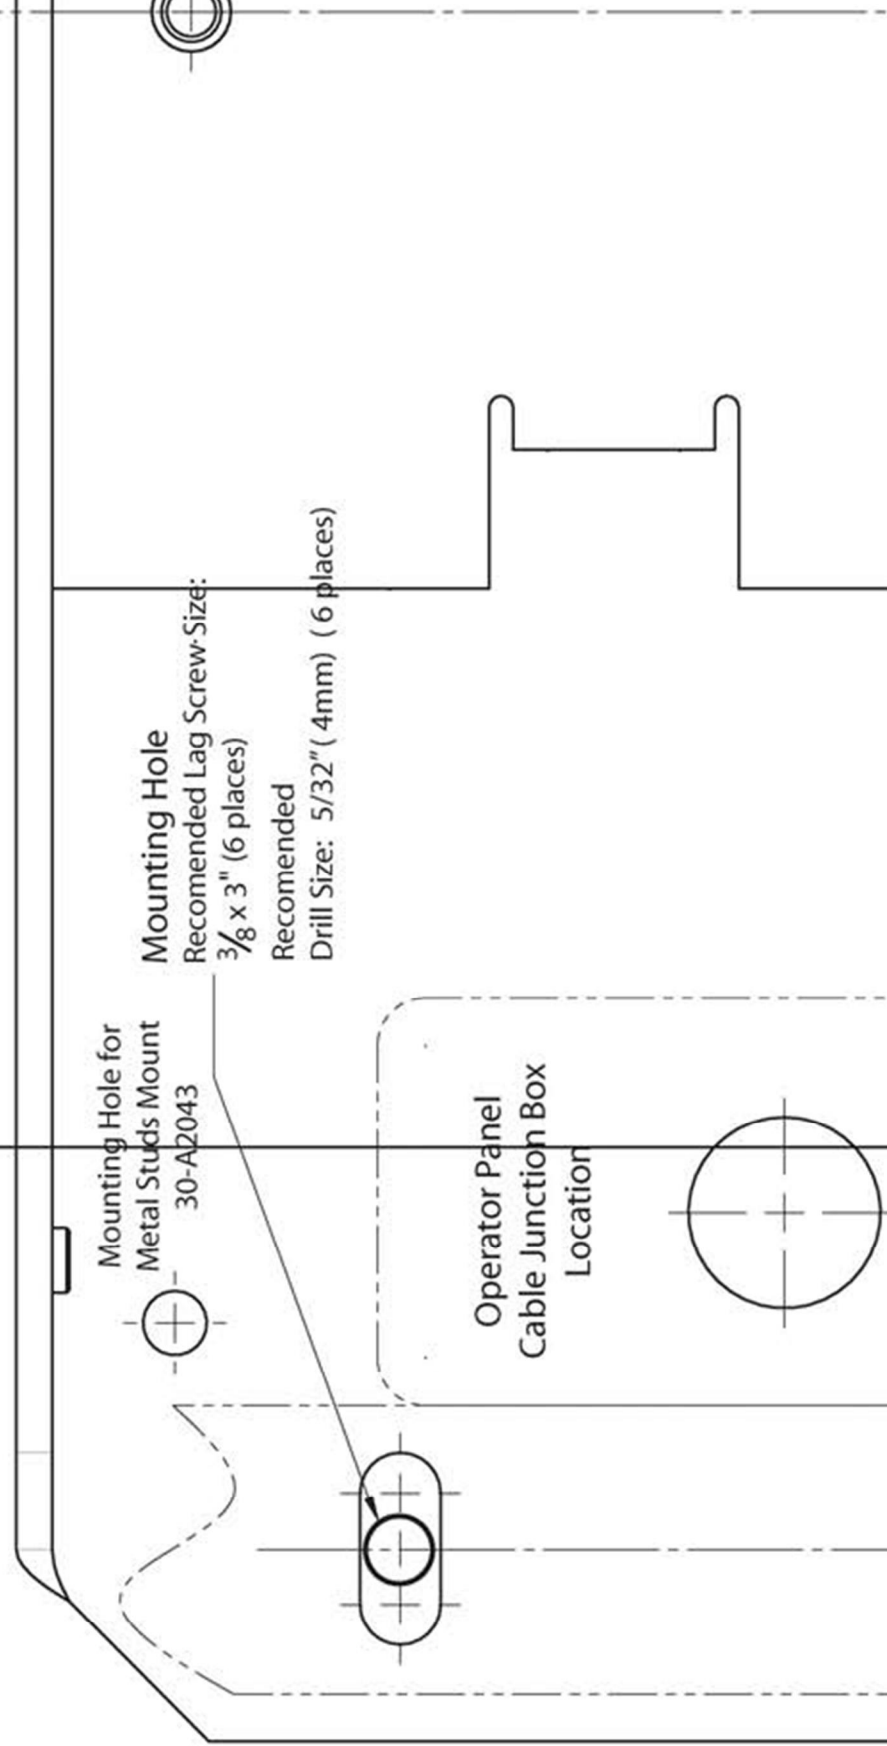 Mounting Hole
Recomended Lag Screw Size:
3/8 x 3" (6 places)
Recomended
Drill Size: 5/32" ( 4mm) ( 6 places)
Mounting Hole for
Metal Studs Mount
30-A2043
Operator Panel
Cable Junction Box
Location